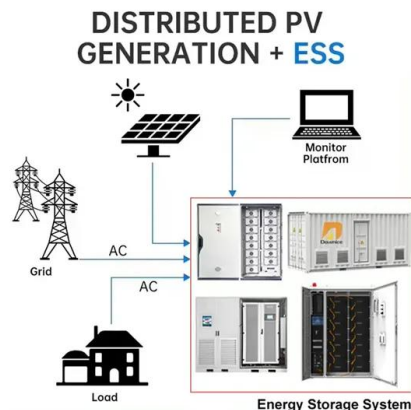 DISTRIBUTED PV
GENERATION + ESS
Monitor
Platfrom
Grid
AC
AC
Load
Energy Storage System